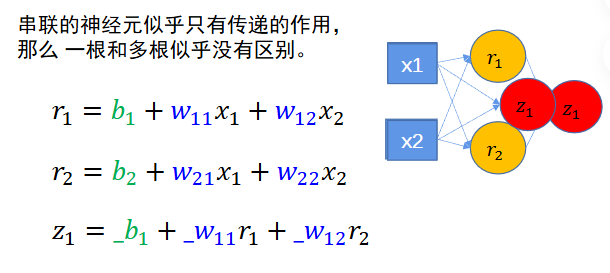 串联的神经元似乎只有传递的作用，
那么 一根和多根似乎没有区别。
r₁ = b₁ + w₁₁x₁ + w₁₂x₂
r₂ = b₂ + w₂₁x₁ + w₂₂x₂
z₁ = _b₁ + _w₁₁r₁ + _w₁₂r₂
x1
x2
r₁
z₁
z₁
r₂